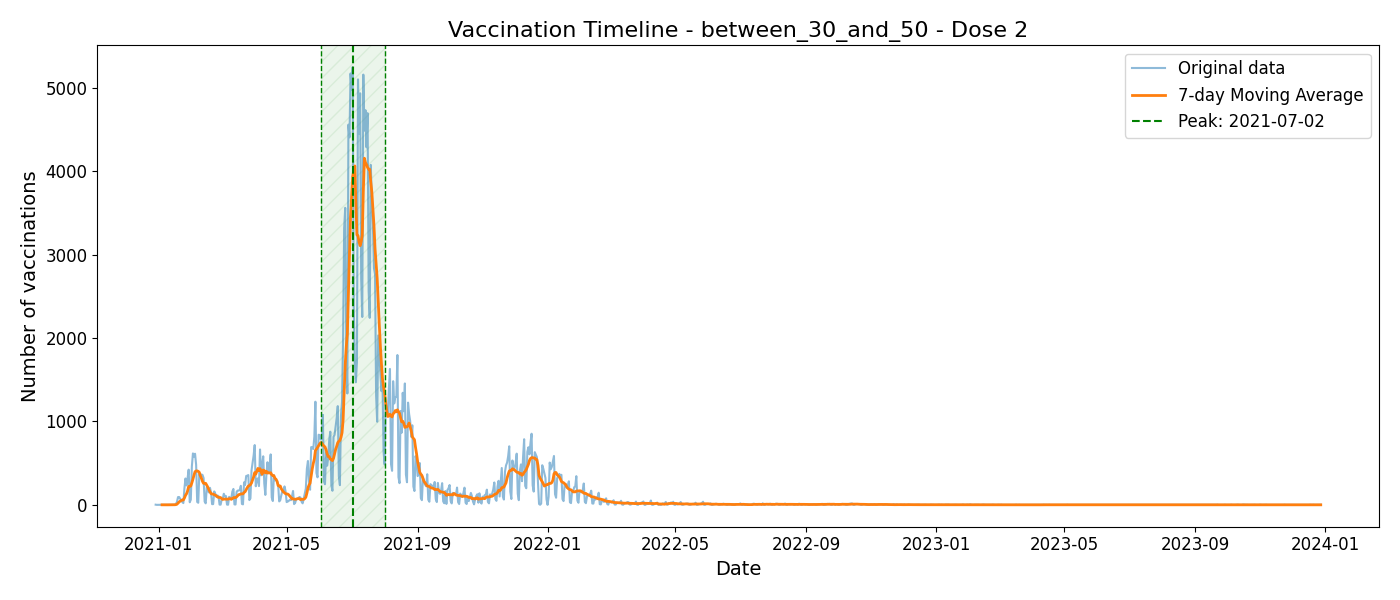 Vaccination Timeline - between_30_and_50 - Dose 2
Original data
7-day Moving Average
Peak: 2021-07-02
Number of vaccinations
5000
4000
3000
2000
1000
0
2021-01 2021-05 2021-09 2022-01 2022-05 2022-09 2023-01 2023-05 2023-09 2024-01
Date